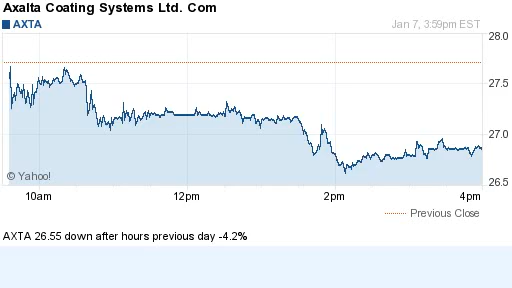 Axalta Coating Systems Ltd. Com
AXTA
Jan 7, 3:59pm EST
28.0
27.5
27.0
26.5
© Yahoo!
10am 12pm 2pm 4pm
Previous Close
AXTA 26.55 down after hours previous day -4.2%